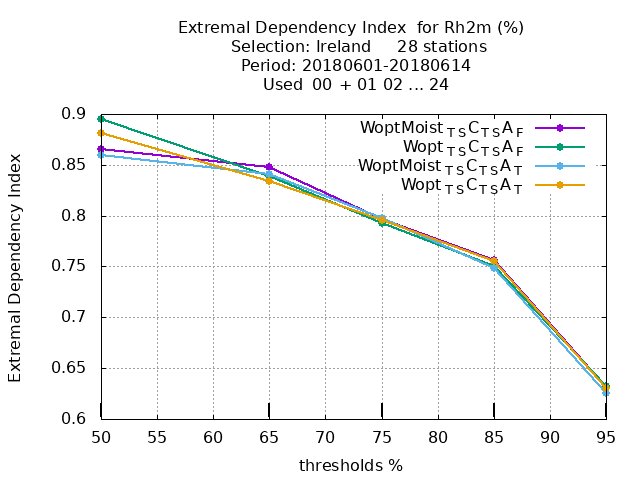 Extremal Dependency Index for Rh2m (%)
Selection: Ireland 28 stations
Period: 20180601-20180614
Used 00 + 01 02 ... 24
Extremal Dependency Index
0.9
0.85
0.8
0.75
0.7
0.65
0.6
WoptMoist TS C TS A F
Wopt TS C TS A F
WoptMoist TS C TS A T
Wopt TS C TS A T
50 55 60 65 70 75 80 85 90 95
thresholds %